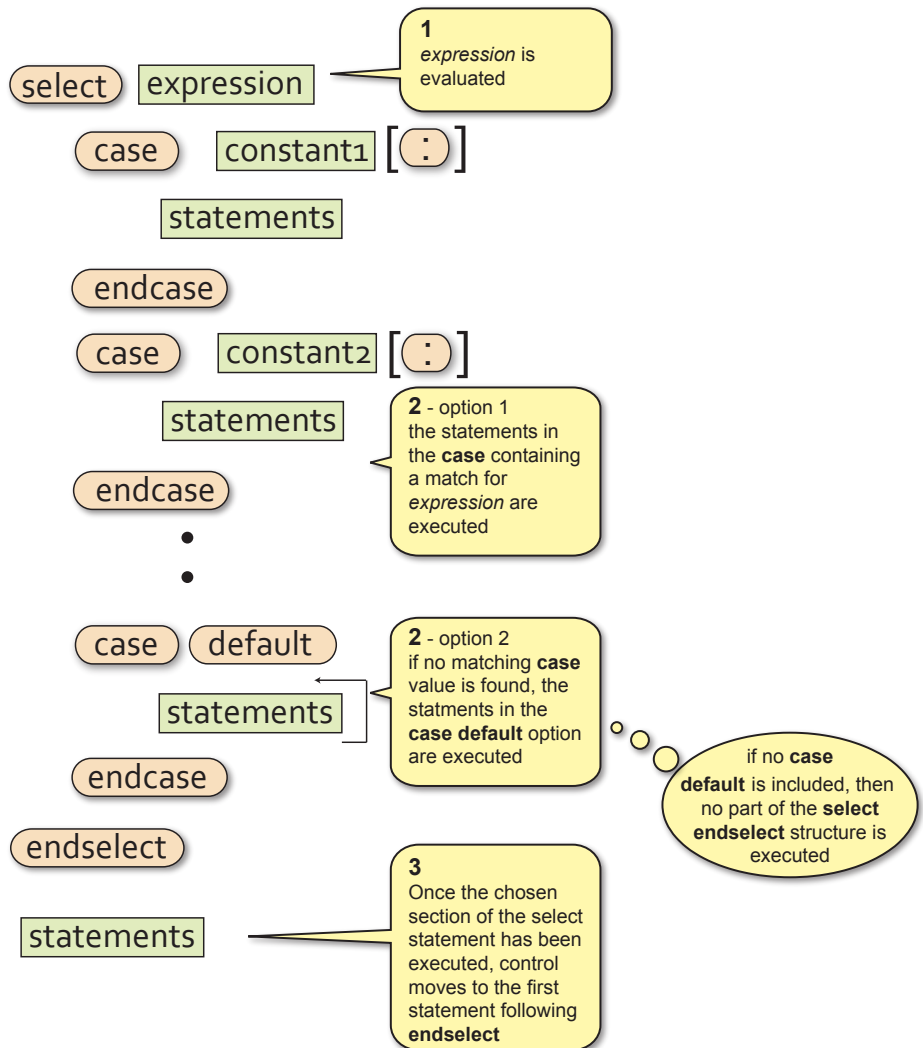 1
expression is
evaluated
select expression
case constant1 [ : ]
statements
endcase
case constant2 [ : ]
statements
2 - option 1
the statements in
the case containing
a match for
expression are
executed
endcase
•
•
case default
statements
2 - option 2
if no matching case
value is found, the
statments in the
case default option
are executed
if no case
default is included, then
no part of the select
endselect structure is
executed
endcase
endselect
statements
3
Once the chosen
section of the select
statement has been
executed, control
moves to the first
statement following
endselect